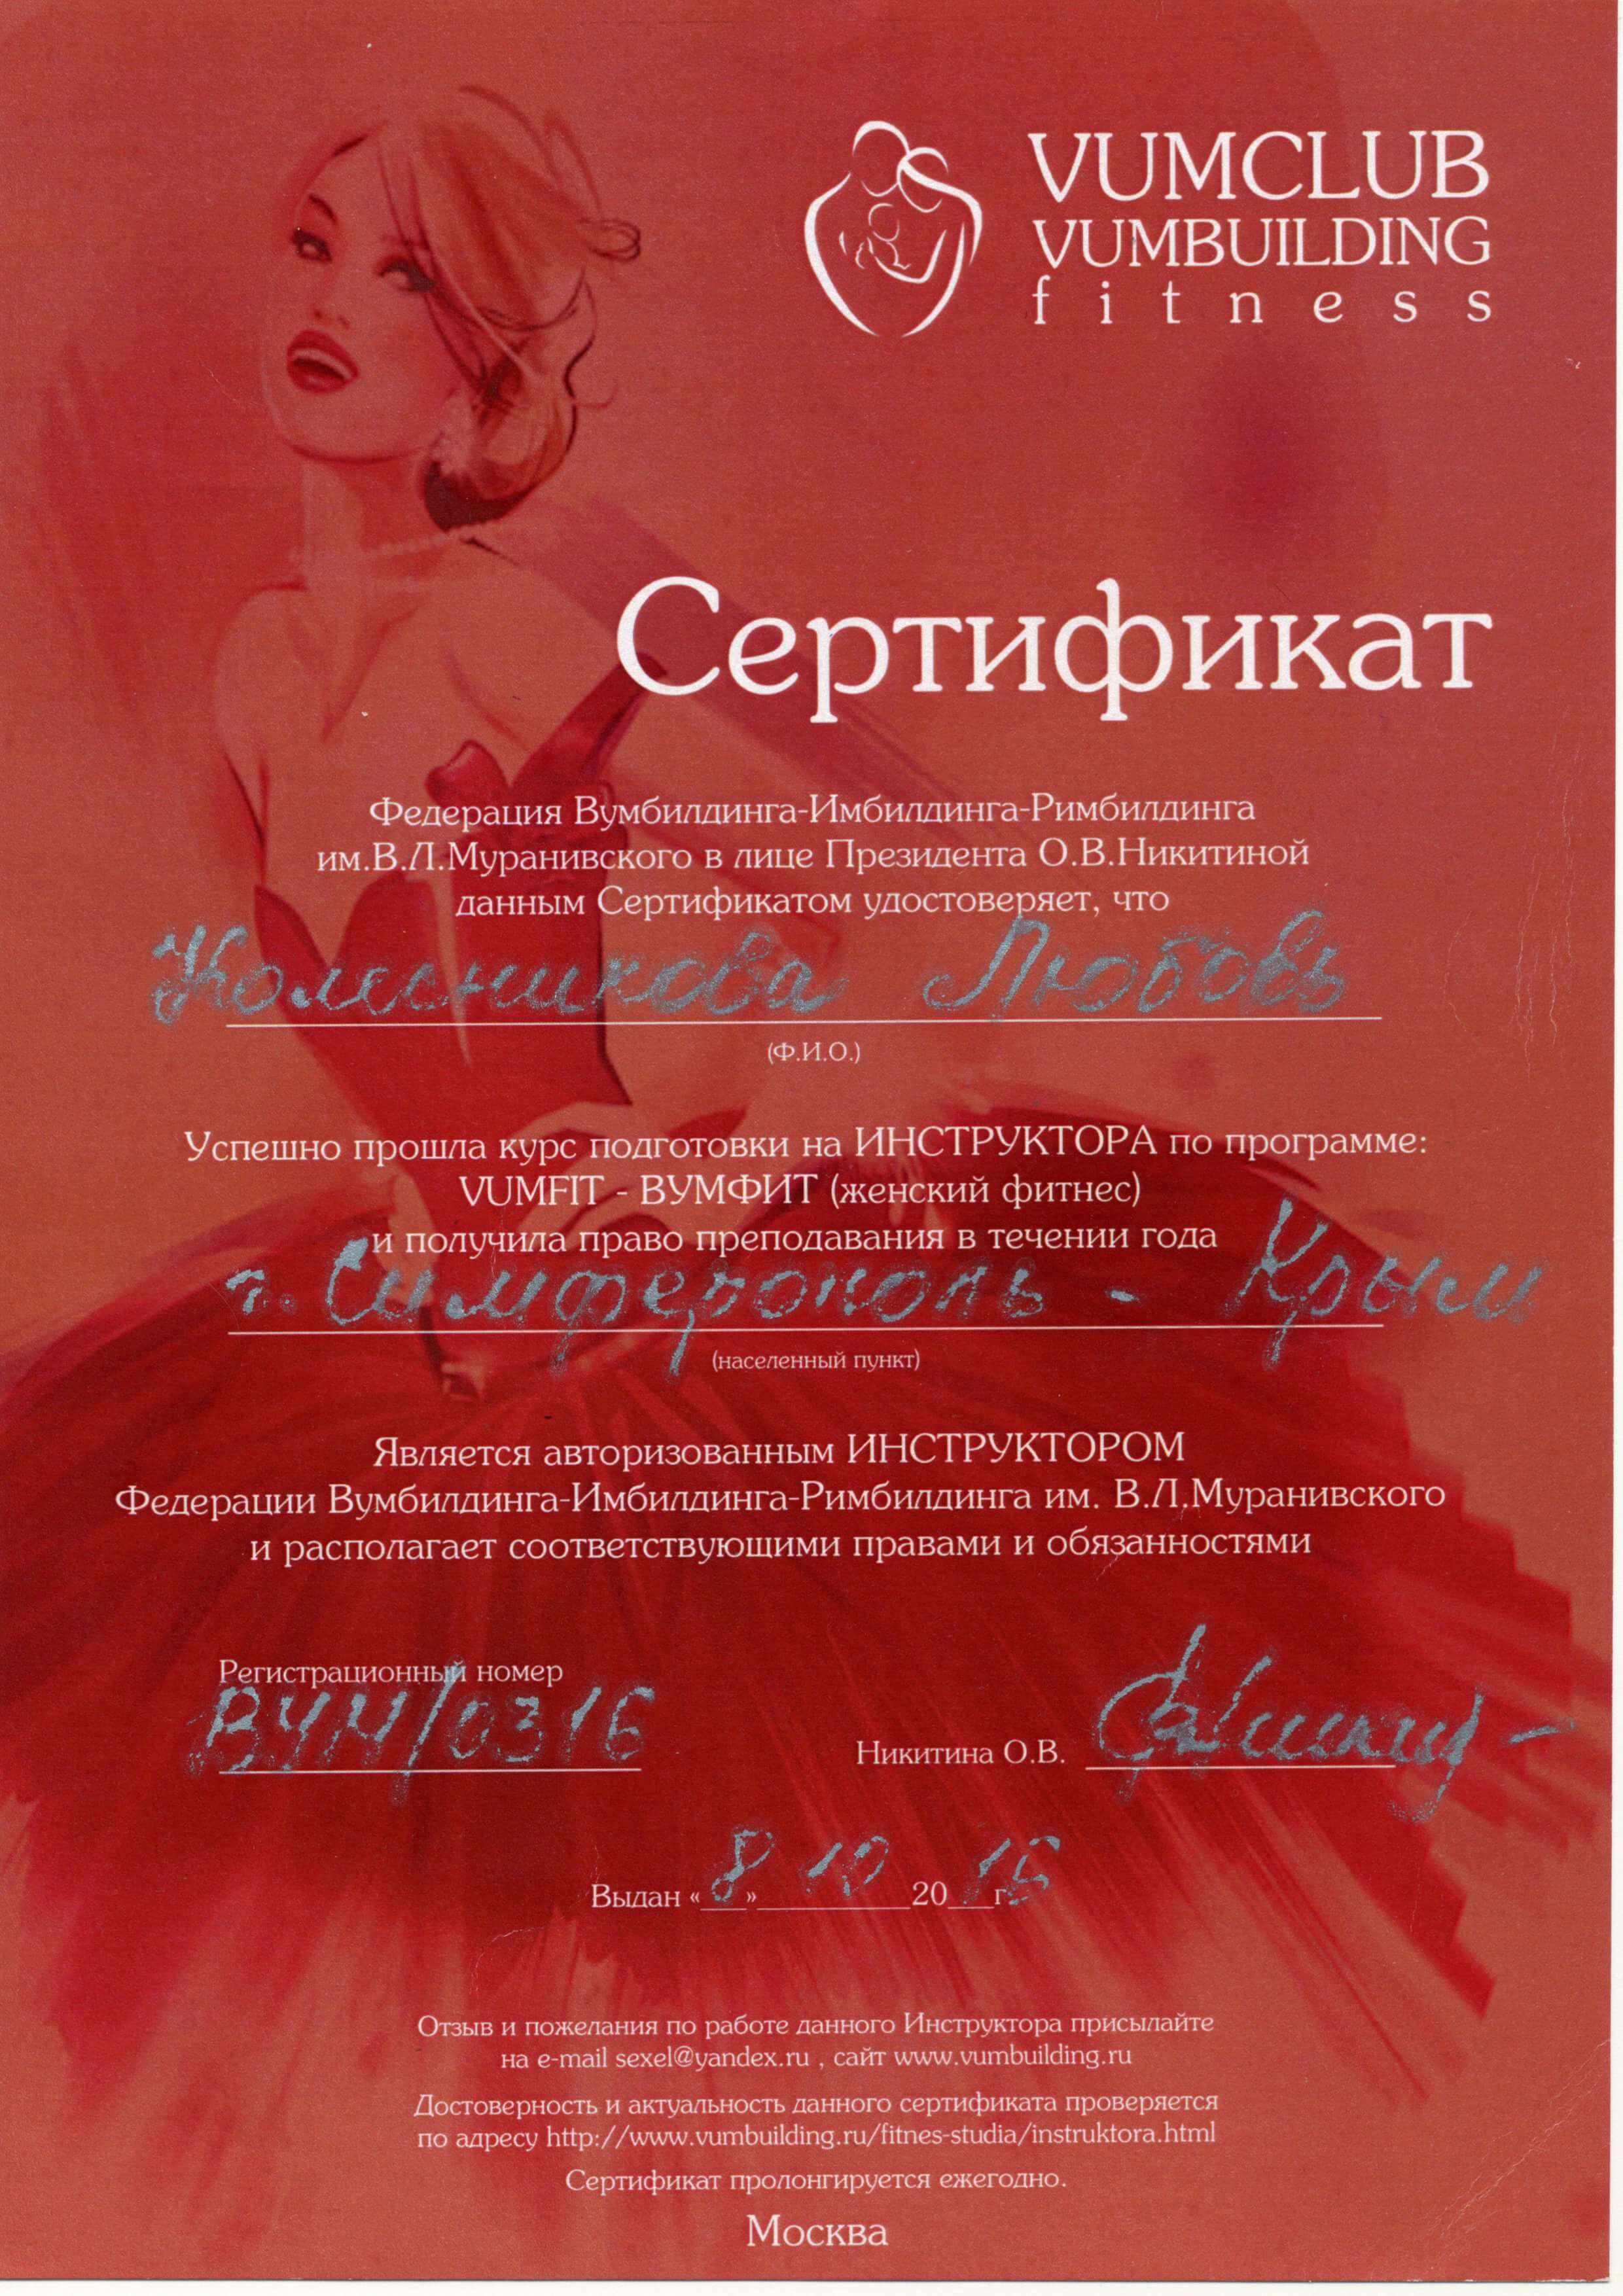 VUMCLUB
VUMBUILDING
fitness
Сертификат
Федерация Вумбилдинга-Имбилдинга-Римбилдинга
им.В.Л.Муранивского в лице Президента О.В.Никитиной
данным Сертификатом удостоверяет, что
Колесникова Любовь
(Ф.И.О.)
Успешно прошла курс подготовки на ИНСТРУКТОРА по программе:
VUMFIT - ВУМФИТ (женский фитнес)
и получила право преподавания в течении года
г. Симферополь - Крым
(населенный пункт)
Является авторизованным ИНСТРУКТОРОМ
Федерации Вумбилдинга-Имбилдинга-Римбилдинга им. В.Л.Муранивского
и располагает соответствующими правами и обязанностями
Регистрационный номер
ВУМ/0316
Никитина О.В.
Выдан «8» 10 20 г.
Отзыв и пожелания по работе данного Инструктора присылайте
на e-mail sexel@yandex.ru , сайт www.vumbuilding.ru
Достоверность и актуальность данного сертификата проверяется
по адресу http://www.vumbuilding.ru/fitnes-studia/instruktora.html
Сертификат пролонгируется ежегодно.
Москва